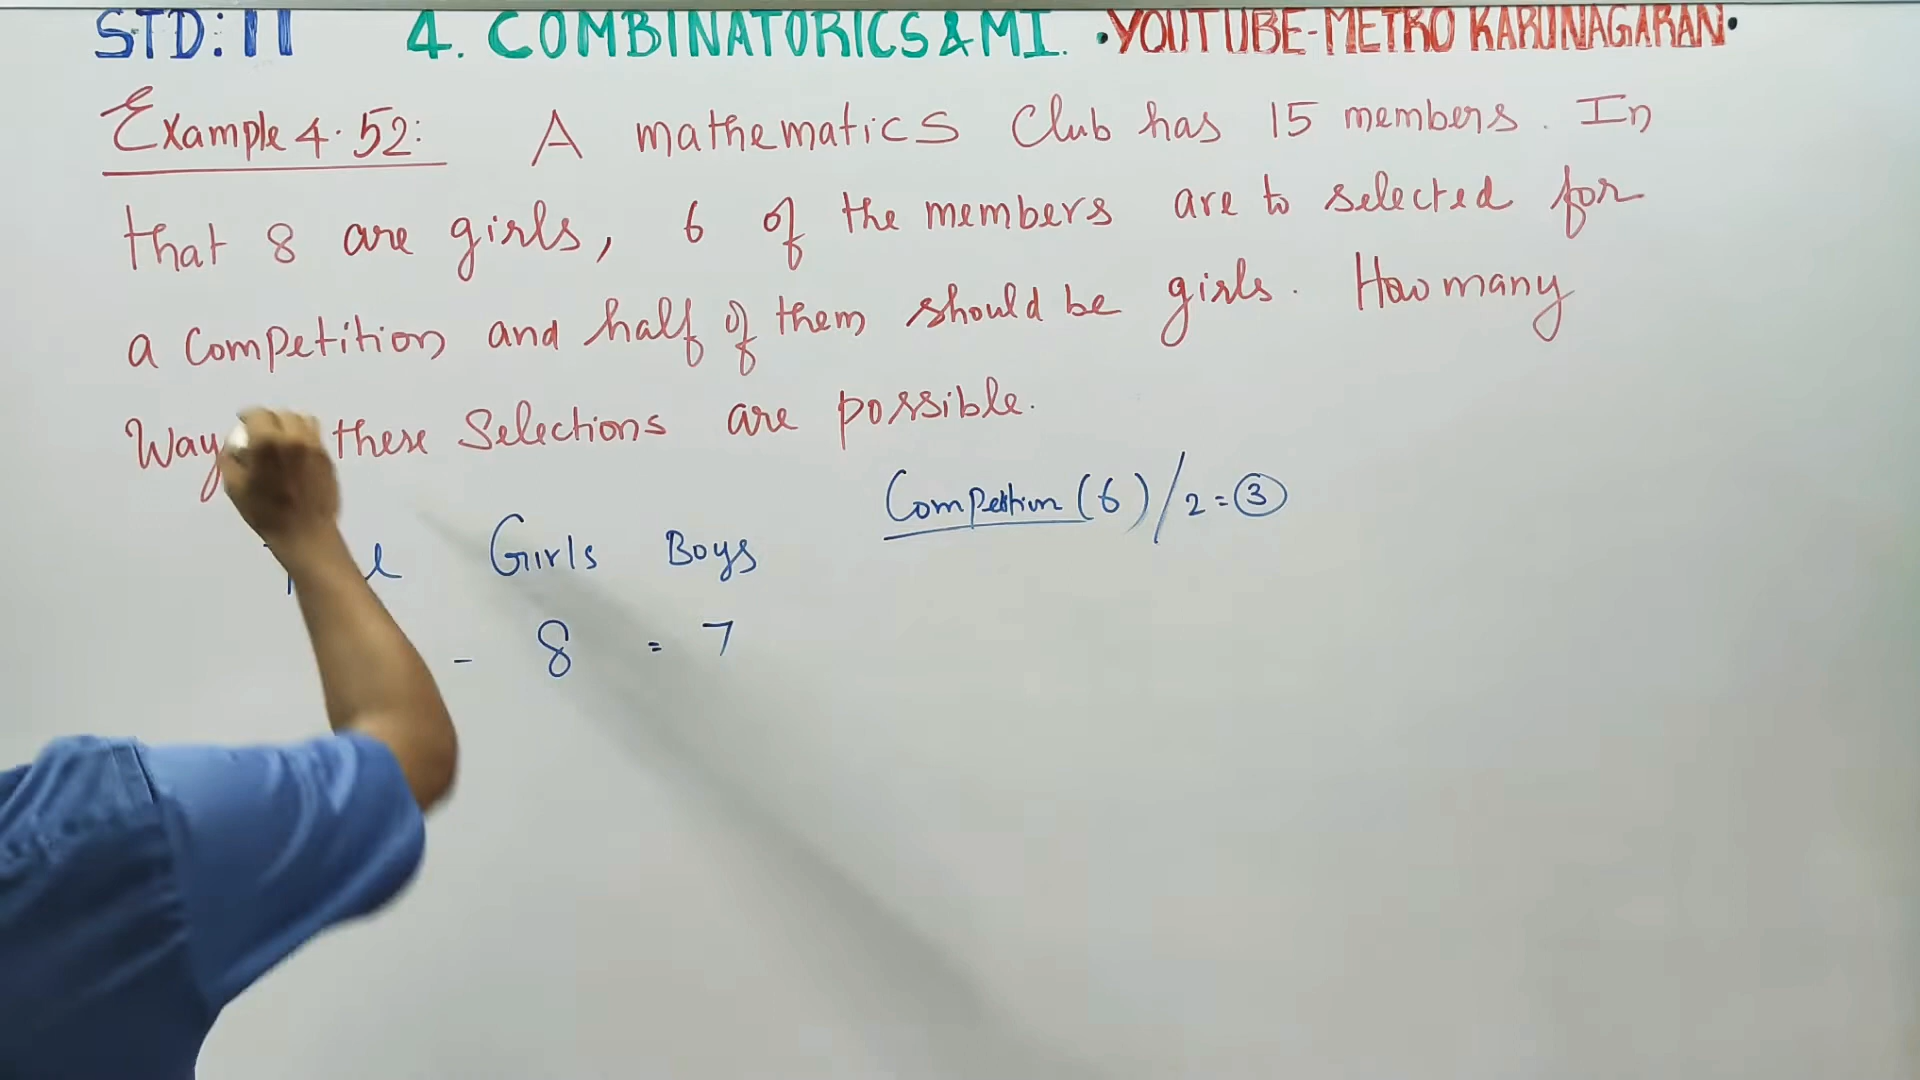 STD: 11 4. COMBINATORICS & MI. •YOUTUBE-METRO KARUNAGARAN•
Example 4.52: A mathematics Club has 15 members. In
that 8 are girls, 6 of the members are to selected for
a Competition and half of them should be girls. How many
Way these Selections are possible.
Competition (6)/2 = 3
Girls Boys
- 8 = 7